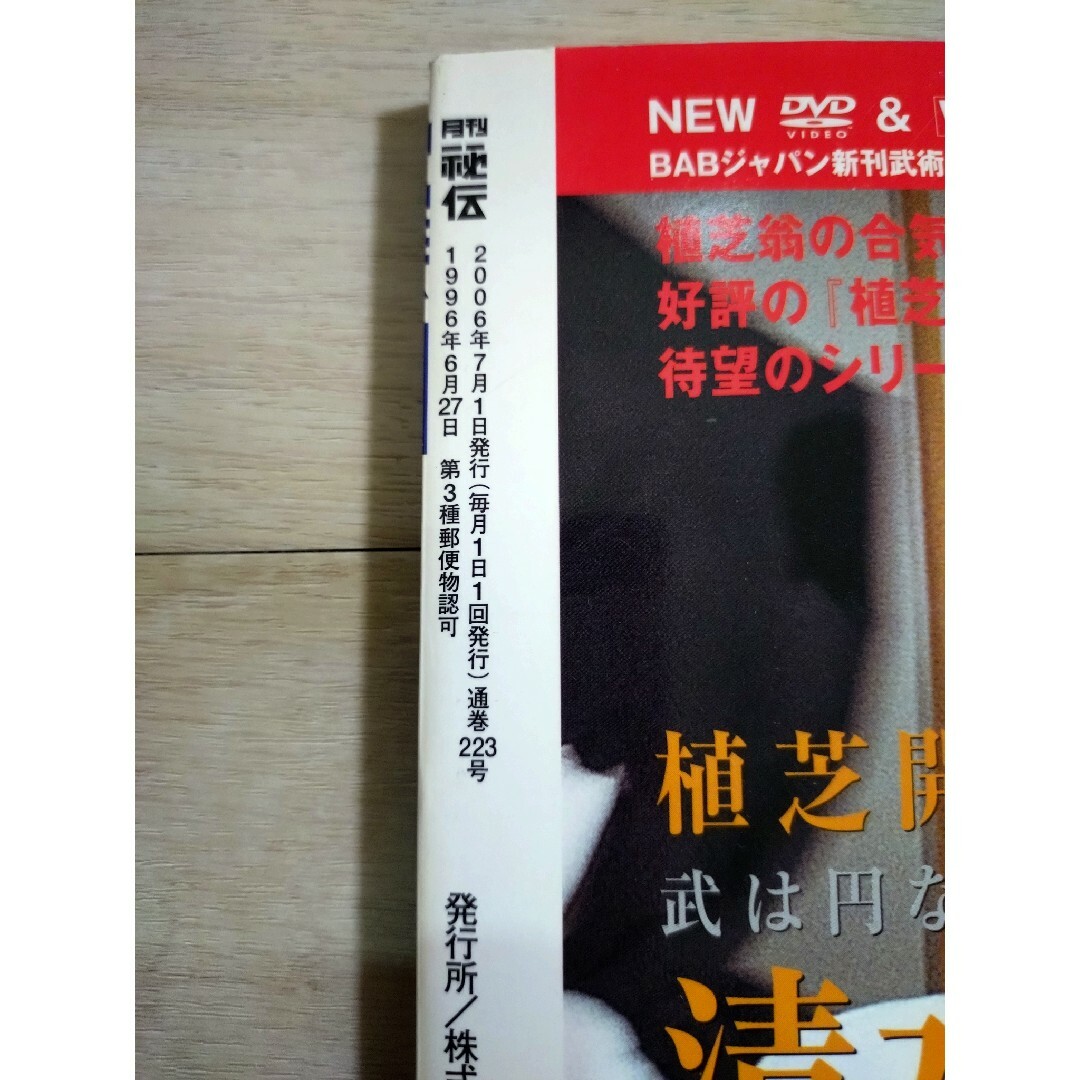 月刊
秘伝
2006年7月1日発行(毎月1日1回発行)通巻223号
1996年6月27日 第3種郵便物認可
発行所/株式
NEW DVD VIDEO™ &
BABジャパン新刊武術
植芝翁の合気
好評の『植芝
待望のシリー
植芝開
武は円な
清